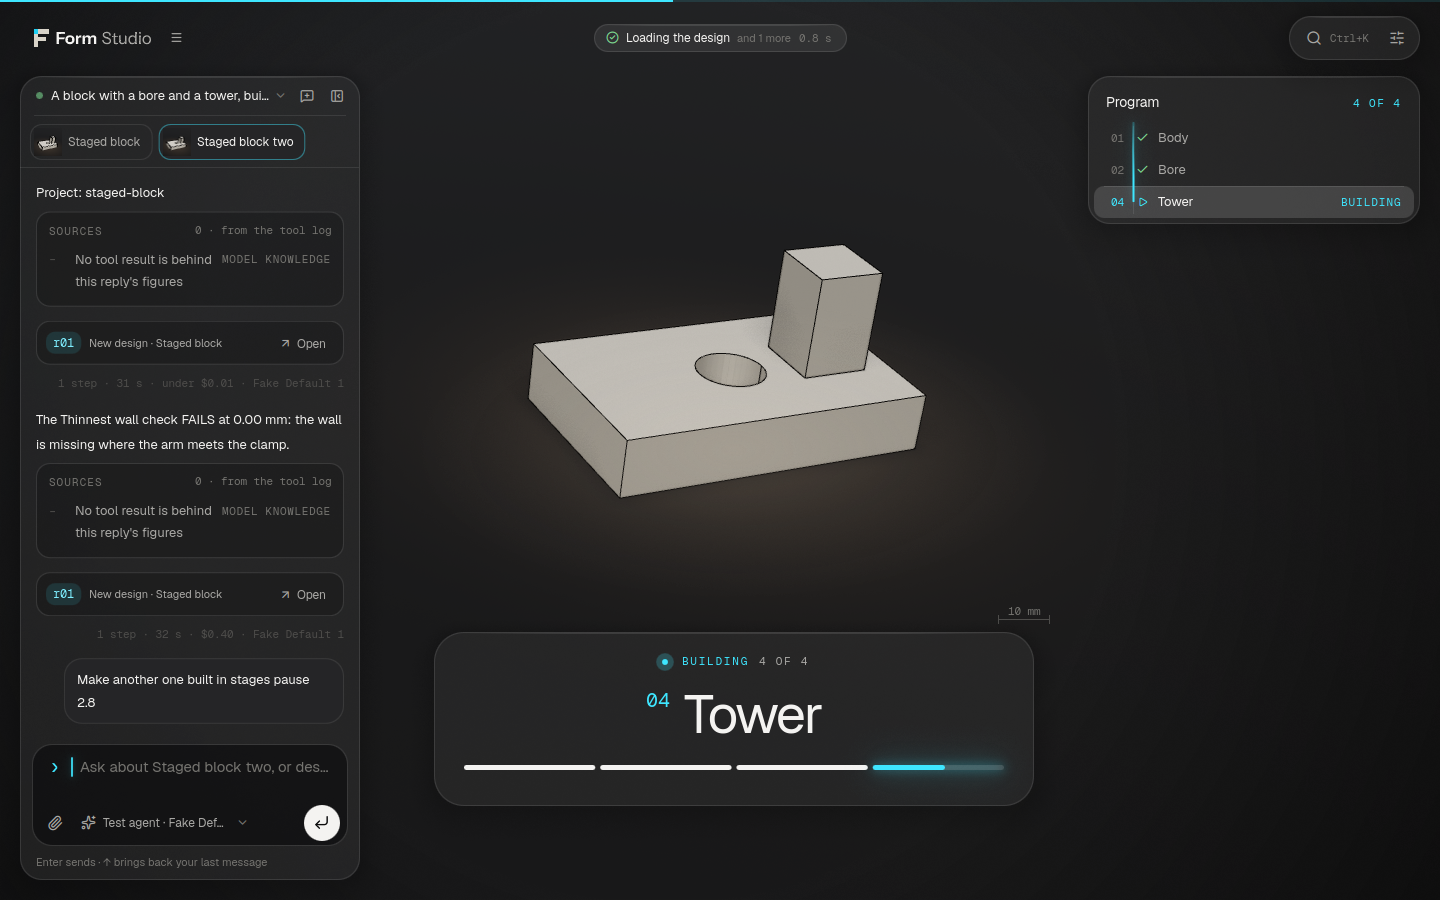 Form Studio
Loading the design and 1 more 0.8 s
Ctrl+K
A block with a bore and a tower, bui...
Staged block
Staged block two
Project: staged-block
SOURCES 0 · from the tool log
– No tool result is behind MODEL KNOWLEDGE
this reply's figures
r01 New design · Staged block Open
1 step · 31 s · under $0.01 · Fake Default 1
The Thinnest wall check FAILS at 0.00 mm: the wall
is missing where the arm meets the clamp.
SOURCES 0 · from the tool log
– No tool result is behind MODEL KNOWLEDGE
this reply's figures
r01 New design · Staged block Open
1 step · 32 s · $0.40 · Fake Default 1
Make another one built in stages pause
2.8
Ask about Staged block two, or des...
Test agent · Fake Def...
Enter sends · ↑ brings back your last message
10 mm
BUILDING 4 OF 4
04 Tower
Program 4 OF 4
01 Body
02 Bore
04 Tower BUILDING